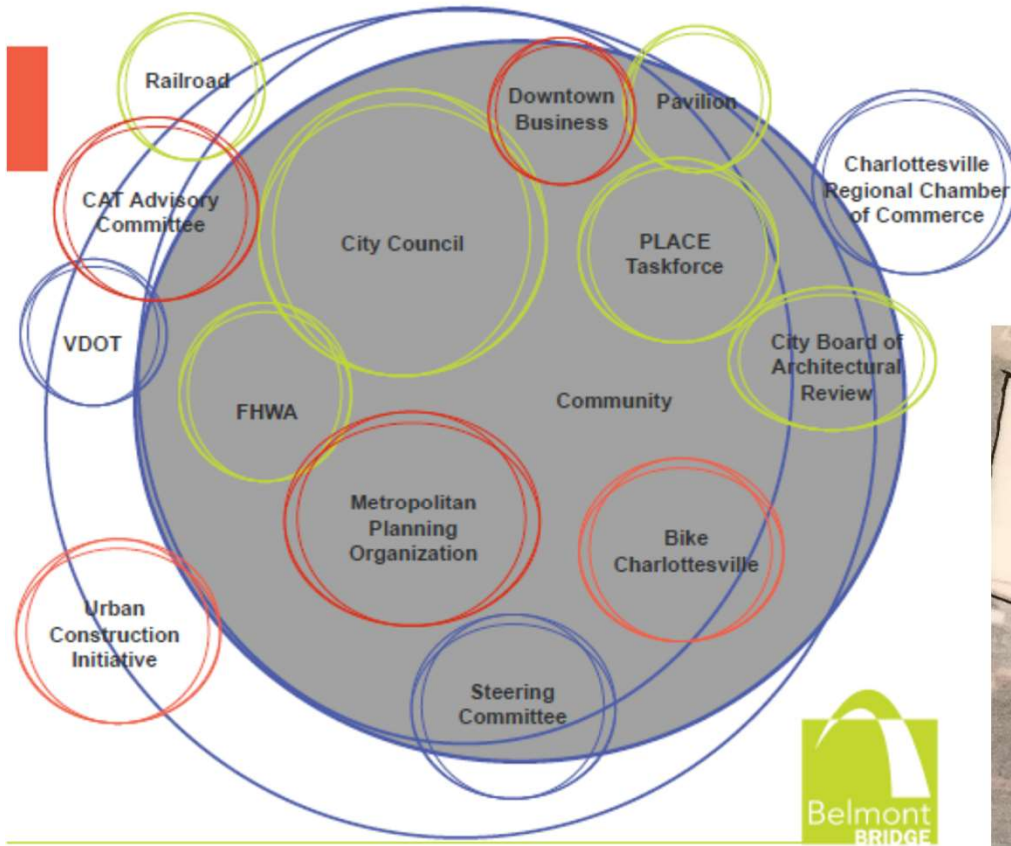 Railroad
Downtown
Business
Pavilion
Charlottesville
Regional Chamber
of Commerce
CAT Advisory
Committee
City Council
PLACE
Taskforce
VDOT
City Board of
Architectural
Review
FHWA
Community
Metropolitan
Planning
Organization
Bike
Charlottesville
Urban
Construction
Initiative
Steering
Committee
Belmont
BRIDGE